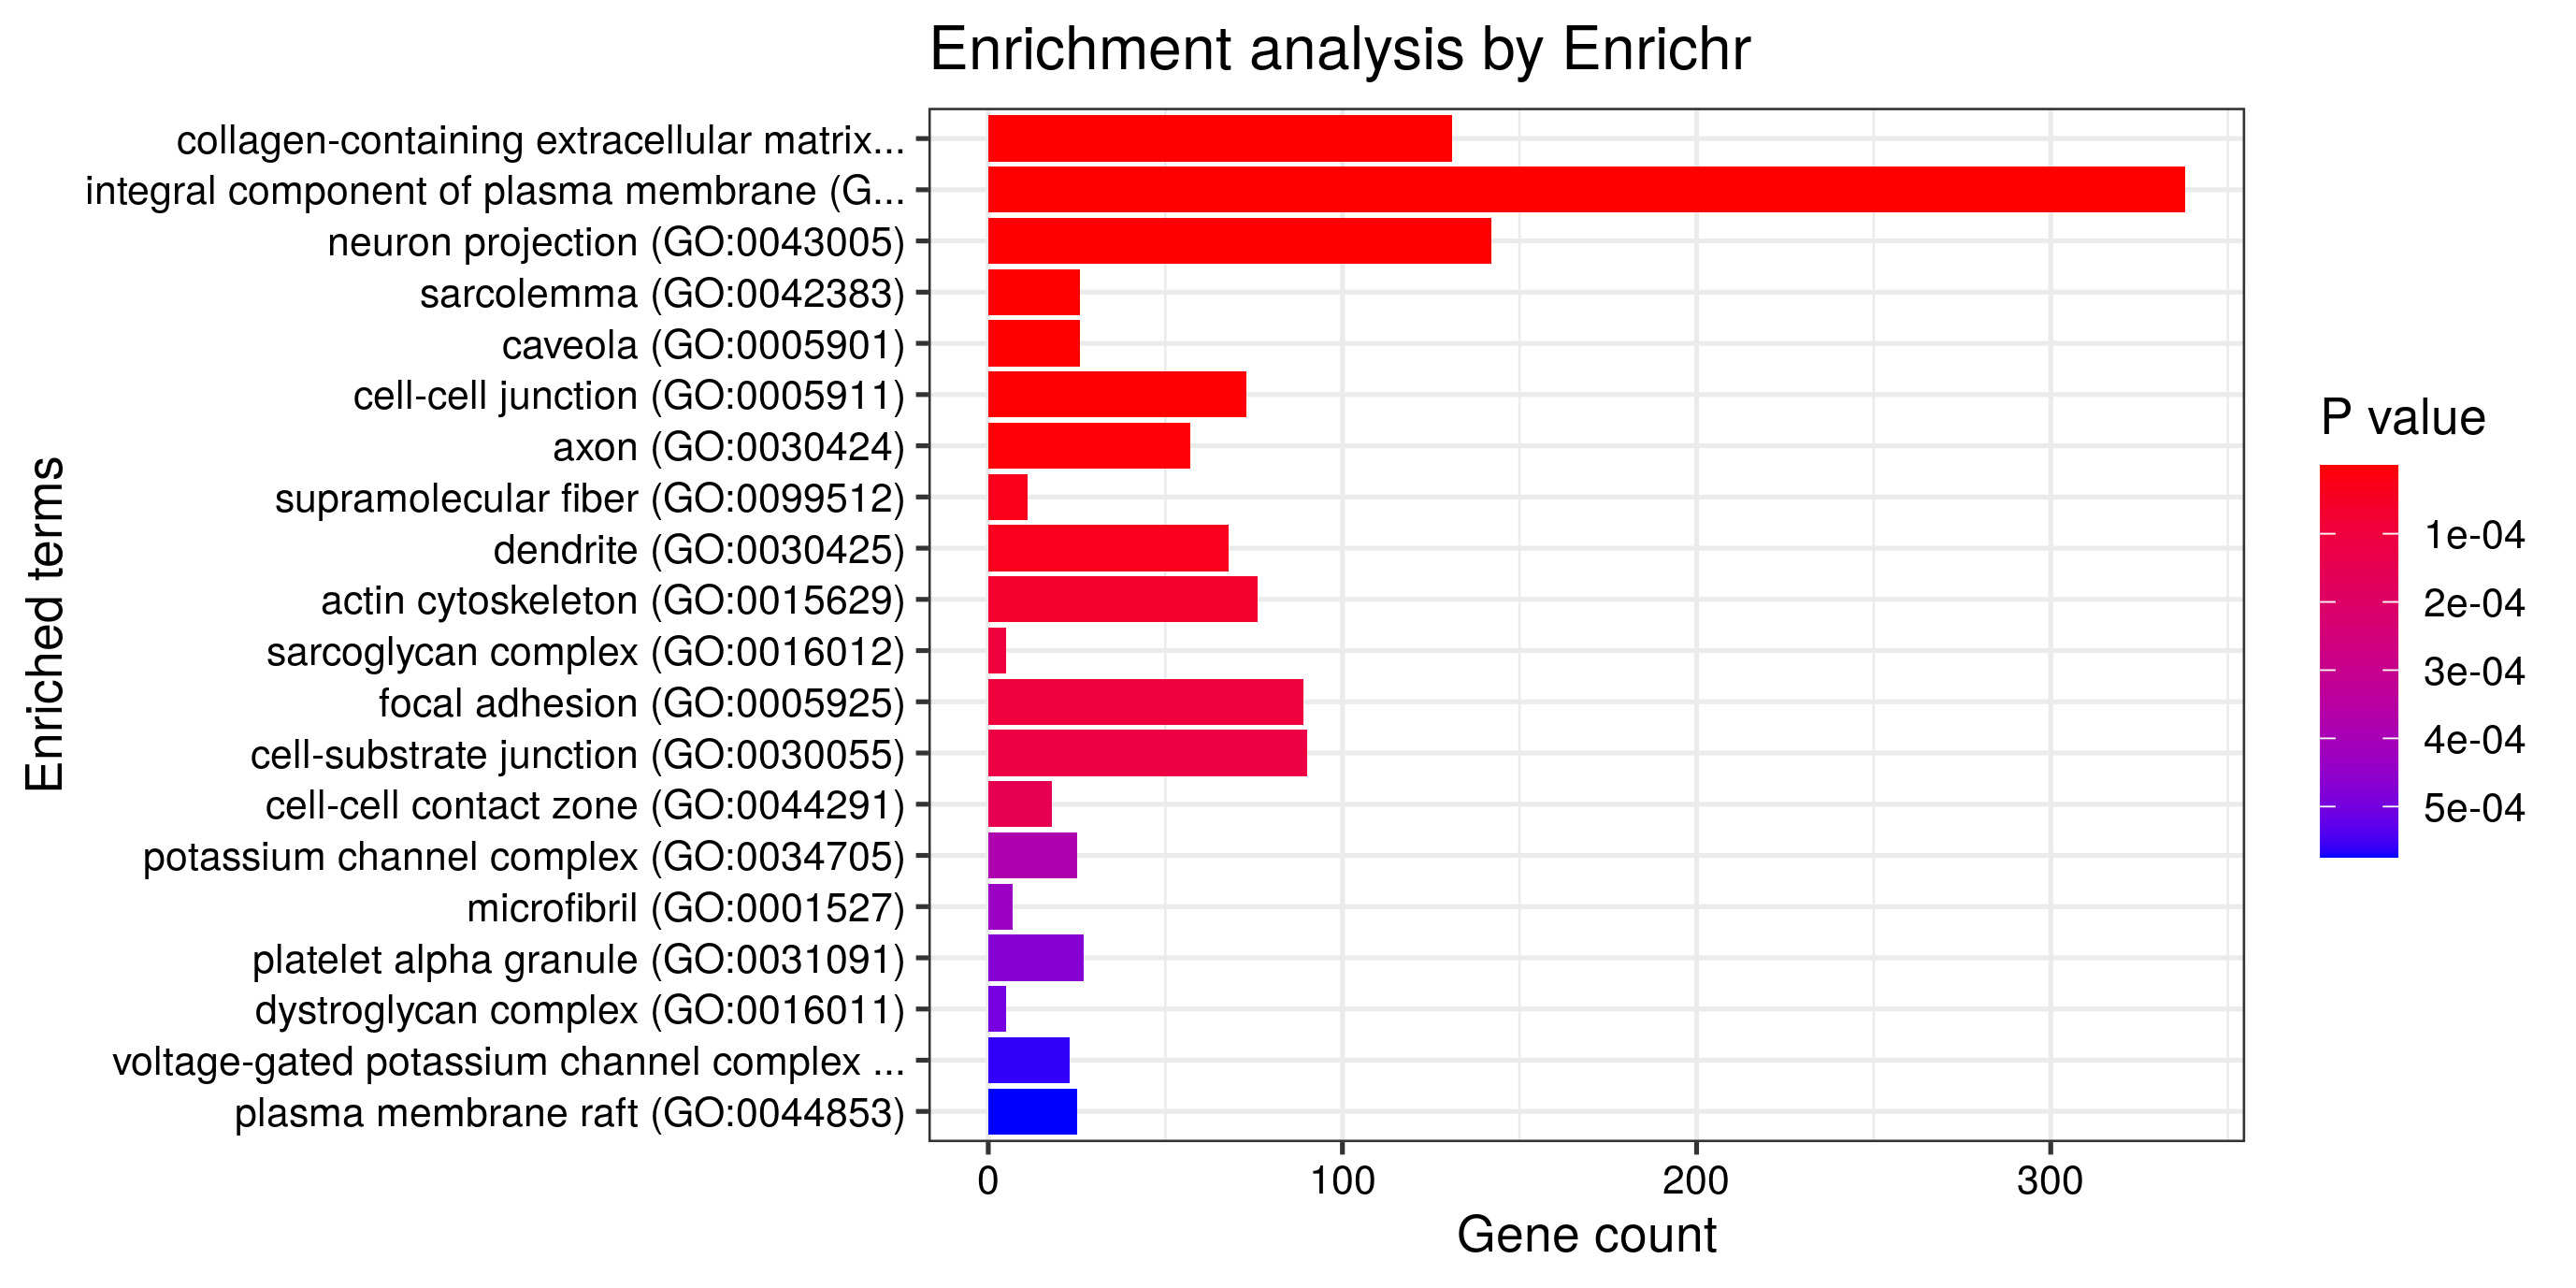 Enrichment analysis by Enrichr
Enriched terms
collagen-containing extracellular matrix...
integral component of plasma membrane (G...
neuron projection (GO:0043005)
sarcolemma (GO:0042383)
caveola (GO:0005901)
cell-cell junction (GO:0005911)
axon (GO:0030424)
supramolecular fiber (GO:0099512)
dendrite (GO:0030425)
actin cytoskeleton (GO:0015629)
sarcoglycan complex (GO:0016012)
focal adhesion (GO:0005925)
cell-substrate junction (GO:0030055)
cell-cell contact zone (GO:0044291)
potassium channel complex (GO:0034705)
microfibril (GO:0001527)
platelet alpha granule (GO:0031091)
dystroglycan complex (GO:0016011)
voltage-gated potassium channel complex ...
plasma membrane raft (GO:0044853)
0 100 200 300
Gene count
P value
1e-04
2e-04
3e-04
4e-04
5e-04